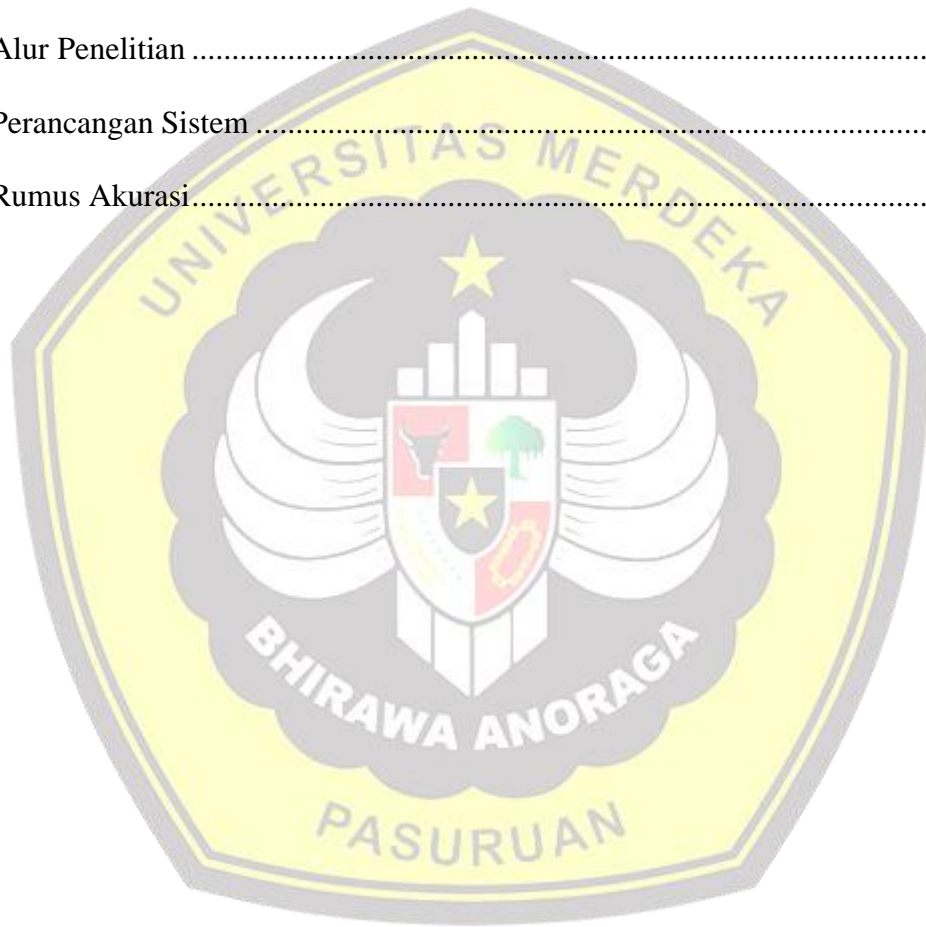 Alur Penelitian ...........................................................................................
Perancangan Sistem ...................................................................................
Rumus Akurasi...........................................................................................
UNIVERSITAS MERDEKA
BHIRAWA ANORAGA
PASURUAN